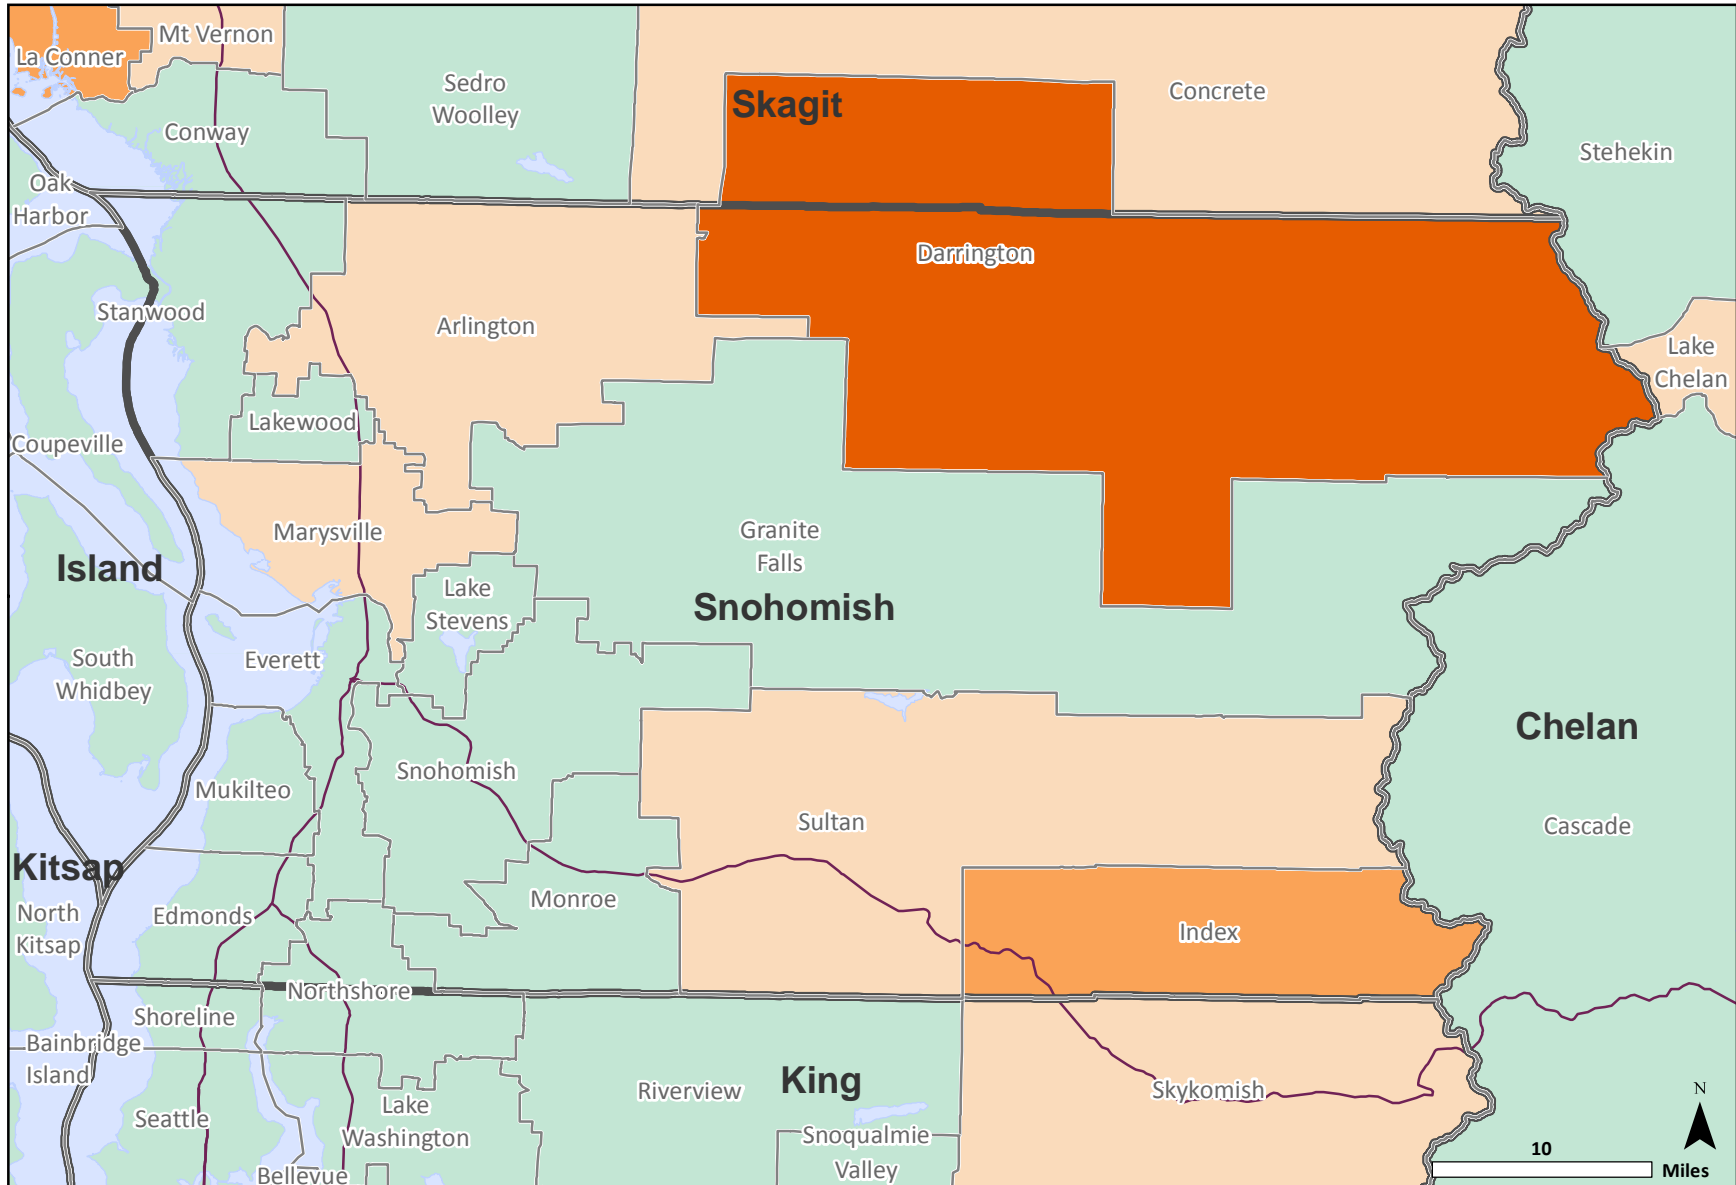 Mt Vernon
La Conner
Sedro
Woolley
Skagit
Concrete
Conway
Stehekin
Oak
Harbor
Darrington
Stanwood
Arlington
Lake
Chelan
Lakewood
Coupeville
Marysville
Granite
Falls
Island
Lake
Stevens
Snohomish
South
Whidbey
Everett
Chelan
Snohomish
Mukilteo
Sultan
Cascade
Kitsap
Monroe
North
Kitsap
Edmonds
Index
Northshore
Shoreline
Bainbridge
Island
King
Riverview
Skykomish
Seattle
Lake
Washington
Snoqualmie
Valley
Bellevue
N
10
Miles